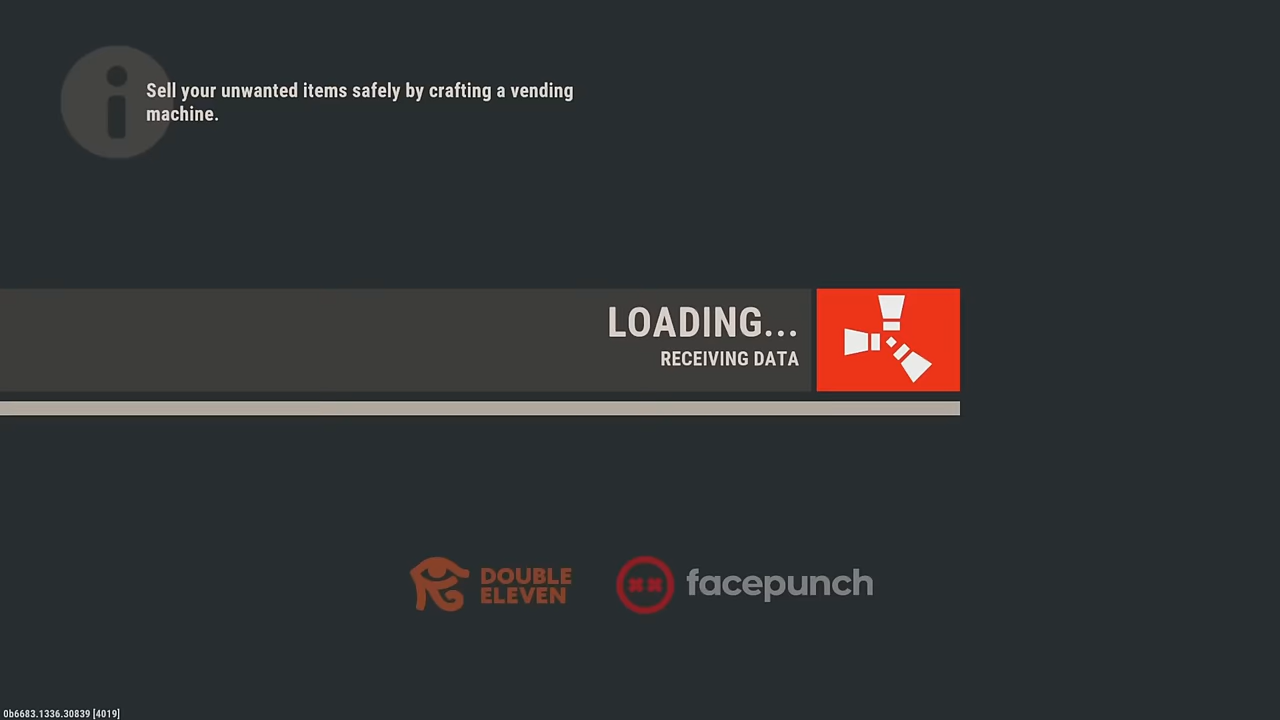 Sell your unwanted items safely by crafting a vending
machine.
LOADING...
RECEIVING DATA
DOUBLE
ELEVEN
facepunch
0b6683.1336.30839 [4019]